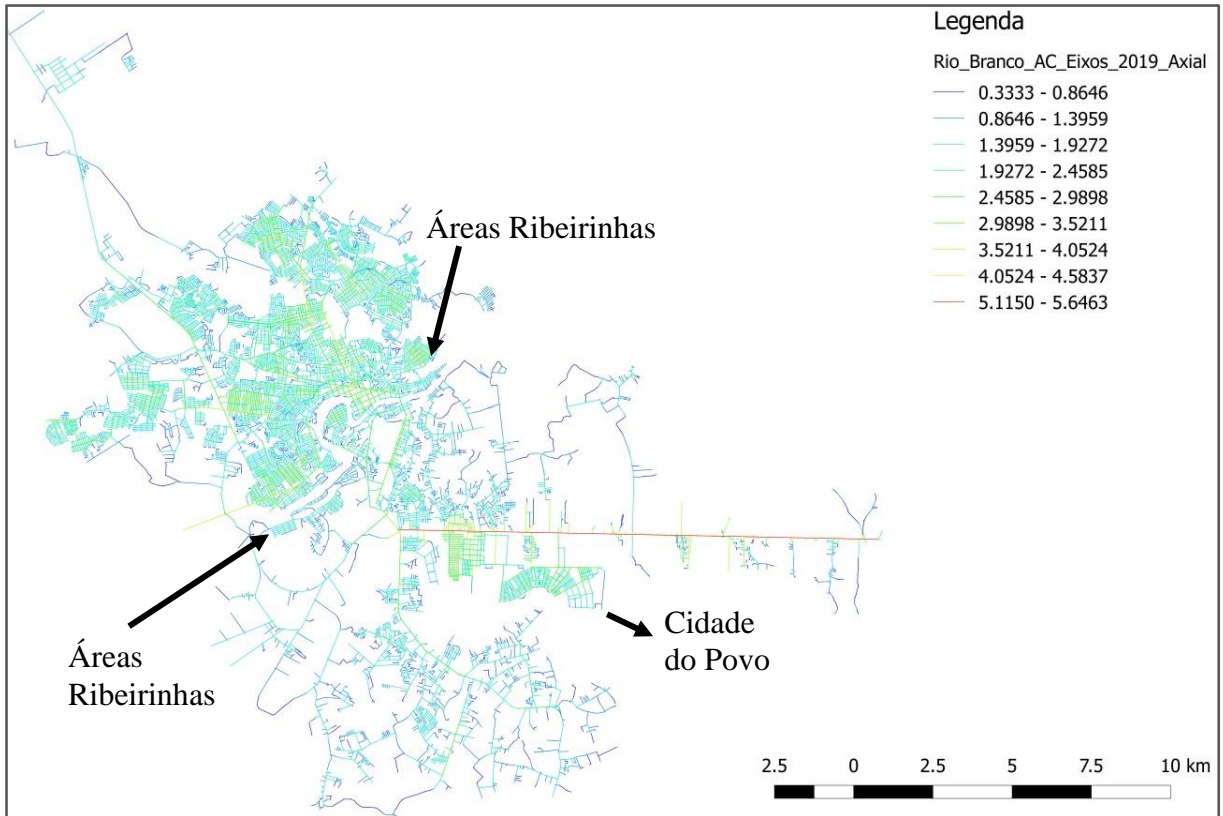 Legenda
Rio_Branco_AC_Eixos_2019_Axial
0.3333 - 0.8646
0.8646 - 1.3959
1.3959 - 1.9272
1.9272 - 2.4585
2.4585 - 2.9898
2.9898 - 3.5211
3.5211 - 4.0524
4.0524 - 4.5837
5.1150 - 5.6463
Áreas Ribeirinhas
Áreas
Ribeirinhas
Cidade
do Povo
2.5 0 2.5 5 7.5 10 km